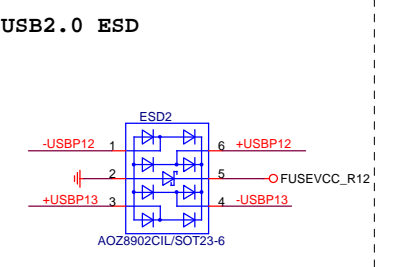 USB2.0 ESD
ESD2
-USBP12 1 6 +USBP12
2 5 FUSEVCC_R12
+USBP13 3 4 -USBP13
AOZ8902CIL/SOT23-6